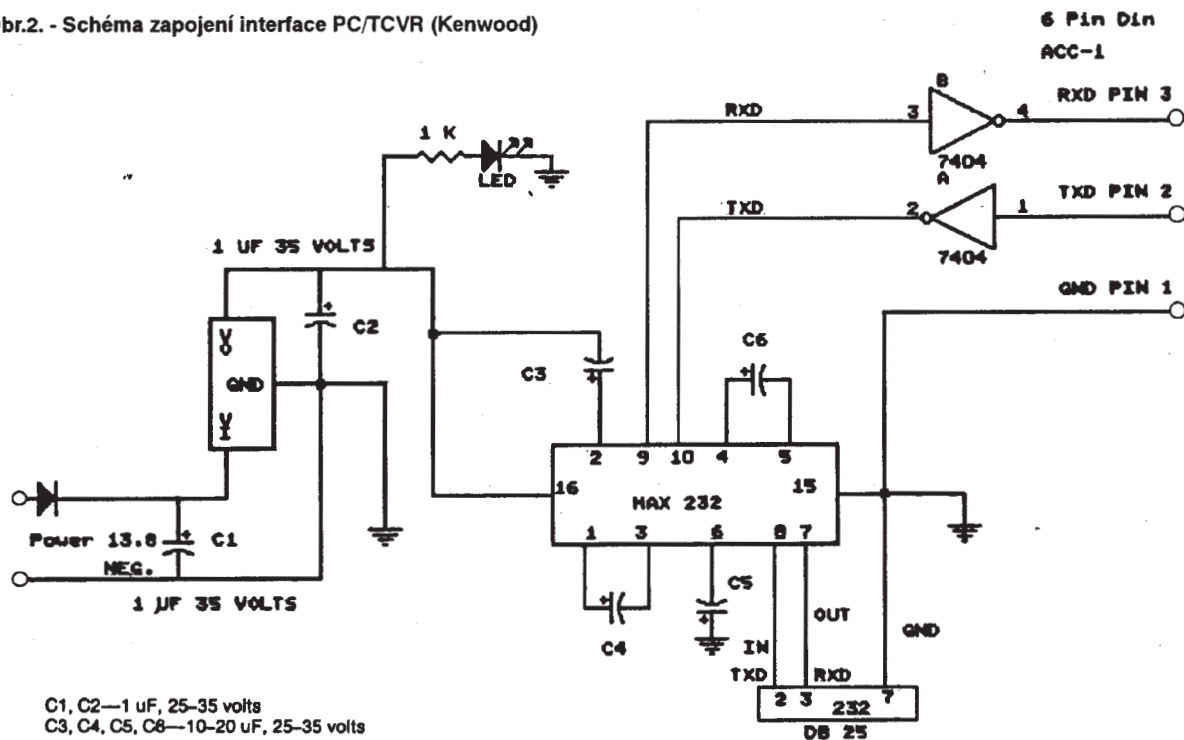 br.2. - Schéma zapojení interface PC/TCVR (Kenwood)
6 Pin Din
ACC-1
B
RXD
3
4
RXD PIN 3
7404
1 K
LED
A
TXD
2
1
TXD PIN 2
7404
1 UF 35 VOLTS
GND PIN 1
C2
VO
GND
VI
C3
C6
2
9
10
4
5
16
MAX 232
15
1
3
6
8
7
Power 13.8
C1
NEG.
1 µF 35 VOLTS
C4
C5
OUT
GND
IN
TXD
RXD
2
3
7
232
DB 25
C1, C2—1 uF, 25–35 volts
C3, C4, C5, C6—10–20 uF, 25–35 volts